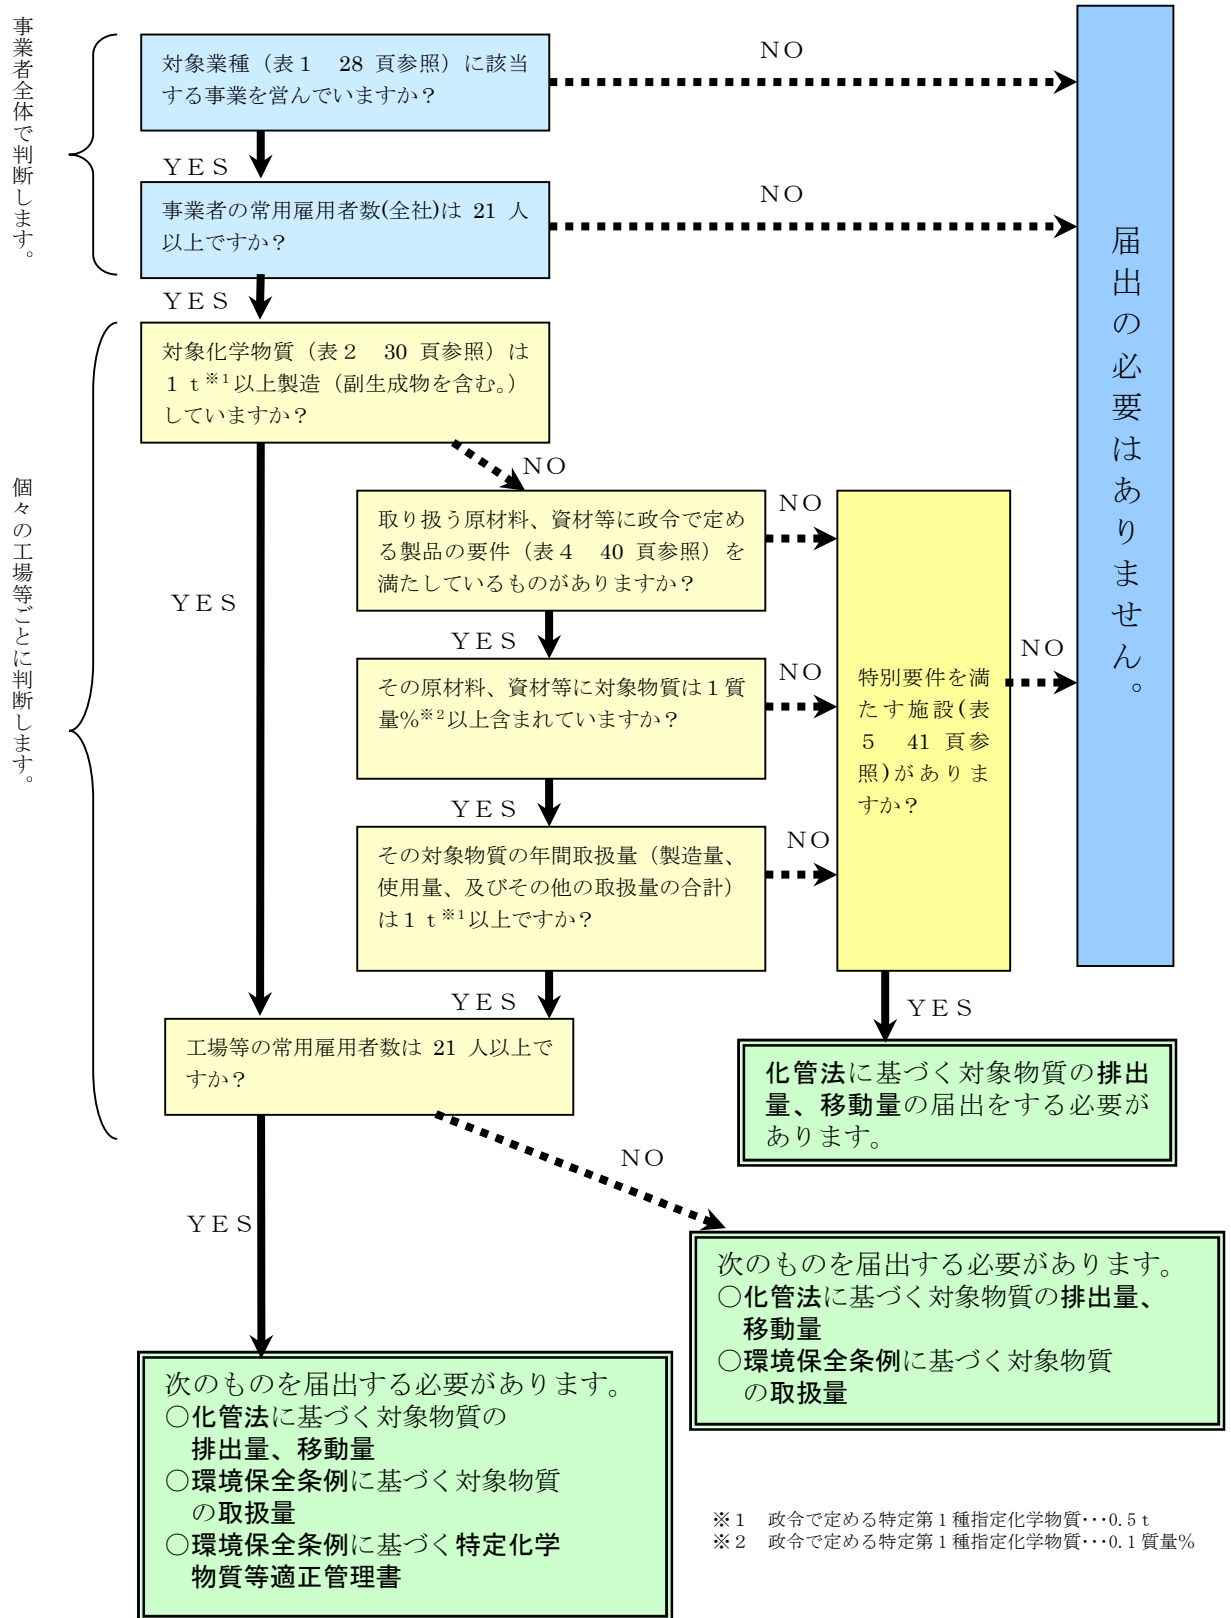 事業者全体で判断します。
対象業種（表１　28 頁参照）に該当
する事業を営んでいますか？
NO
YES
事業者の常用雇用者数(全社)は 21 人
以上ですか？
NO
YES
届出の必要はありません。
個々の工場等ごとに判断します。
対象化学物質（表２　30 頁参照）は
１ｔ※1以上製造（副生成物を含む。）
していますか？
NO
YES
取り扱う原材料、資材等に政令で定め
る製品の要件（表４　40 頁参照）を
満たしているものがありますか？
NO
YES
その原材料、資材等に対象物質は１質
量%※2以上含まれていますか？
NO
YES
その対象物質の年間取扱量（製造量、
使用量、及びその他の取扱量の合計）
は１ｔ※1以上ですか？
NO
YES
特別要件を満
たす施設(表
５　41 頁参
照)がありま
すか？
NO
YES
化管法に基づく対象物質の排出
量、移動量の届出をする必要が
あります。
工場等の常用雇用者数は 21 人以上で
すか？
NO
YES
次のものを届出する必要があります。
○化管法に基づく対象物質の排出量、
移動量
○環境保全条例に基づく対象物質
の取扱量
次のものを届出する必要があります。
○化管法に基づく対象物質の
排出量、移動量
○環境保全条例に基づく対象物質
の取扱量
○環境保全条例に基づく特定化学
物質等適正管理書
※１　政令で定める特定第１種指定化学物質･･･0.5ｔ
※２　政令で定める特定第１種指定化学物質･･･0.1質量%